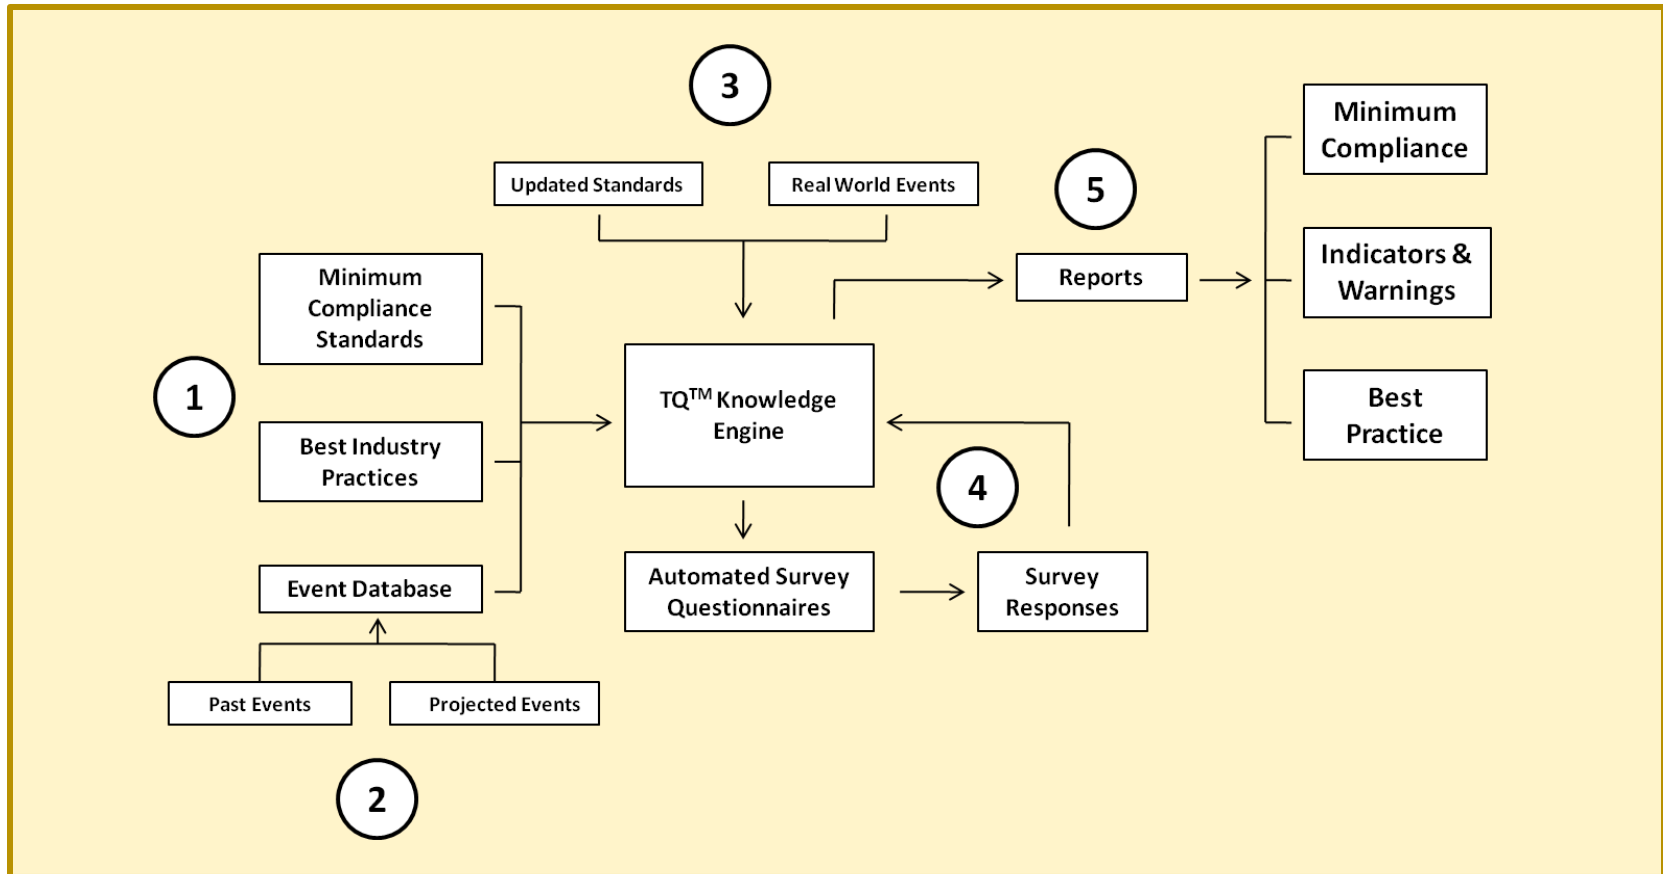 3
Updated Standards
Real World Events
5
Minimum
Compliance
Indicators &
Warnings
Best
Practice
Reports
1
Minimum
Compliance
Standards
Best Industry
Practices
Event Database
Past Events
Projected Events
2
TQ™ Knowledge
Engine
4
Automated Survey
Questionnaires
Survey
Responses